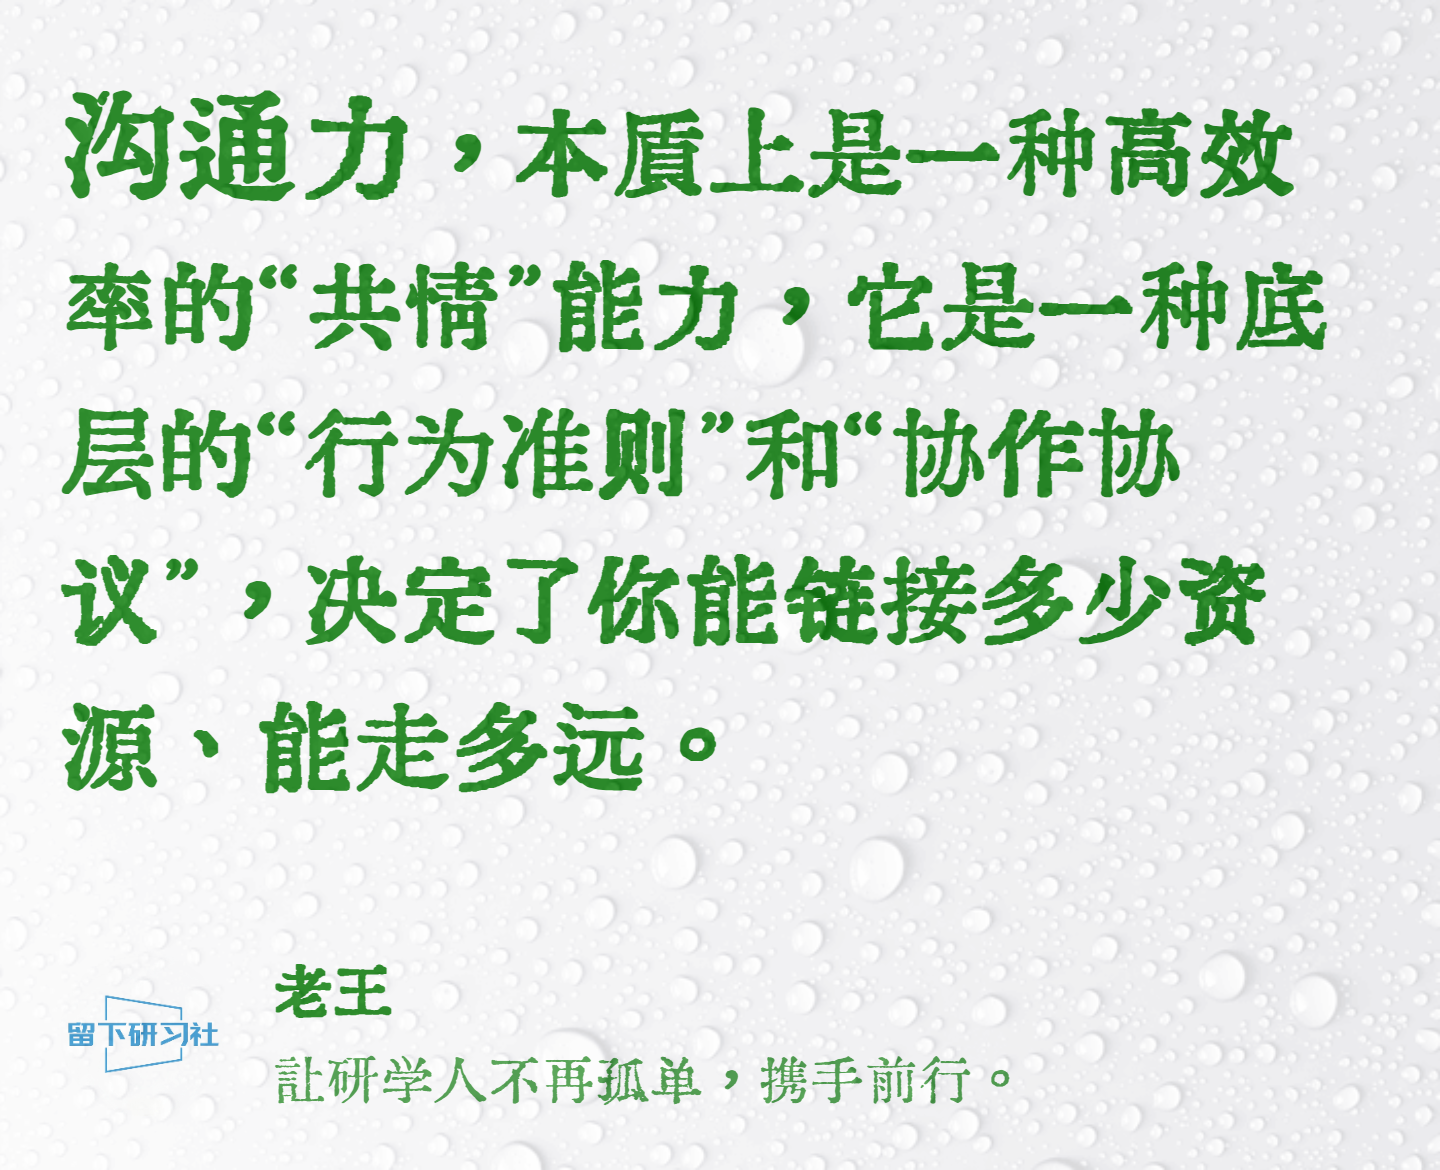 沟通力，本質上是一种高效
率的“共情”能力，它是一种底
层的“行为准则”和“协作协
议”，决定了你能链接多少资
源、能走多远。
老王
留下研习社
訨研学人不再孤单，携手前行。